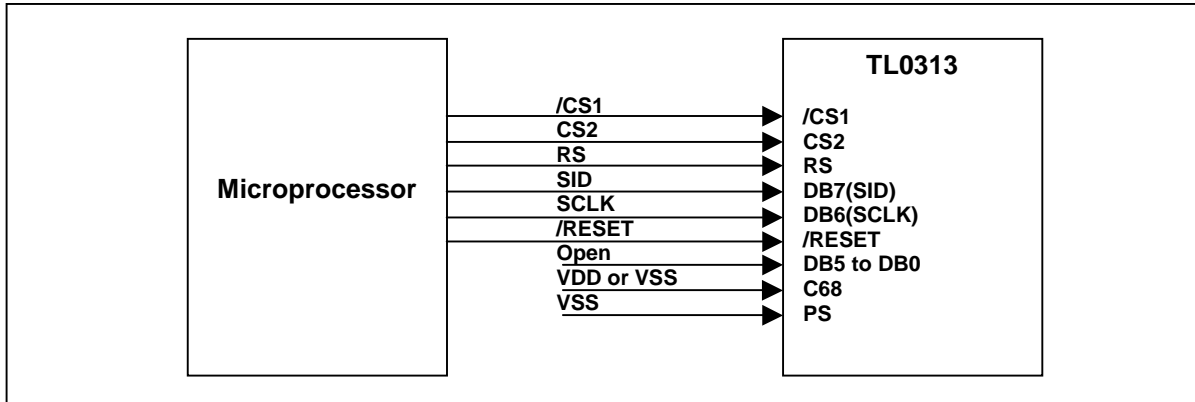 TL0313
Microprocessor
/CS1
CS2
RS
SID
SCLK
/RESET
Open
VDD or VSS
VSS
/CS1
CS2
RS
DB7(SID)
DB6(SCLK)
/RESET
DB5 to DB0
C68
PS